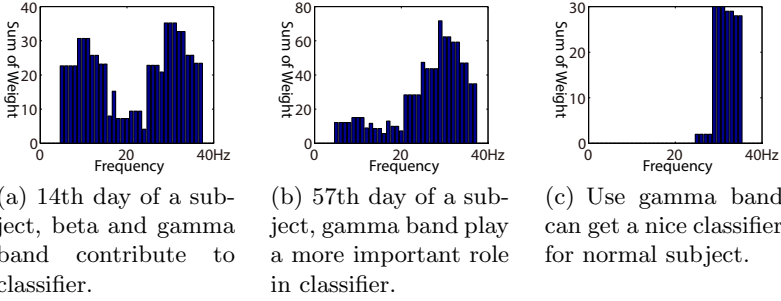 40
30
20
10
0
Sum of Weight
0
20
40Hz
Frequency
80
60
40
20
0
Sum of Weight
0
20
40Hz
Frequency
30
20
10
0
Sum of Weight
0
20
40Hz
Frequency
(a) 14th day of a sub-
ject, beta and gamma
band contribute to
classifier.
(b) 57th day of a sub-
ject, gamma band play
a more important role
in classifier.
(c) Use gamma band
can get a nice classifier
for normal subject.